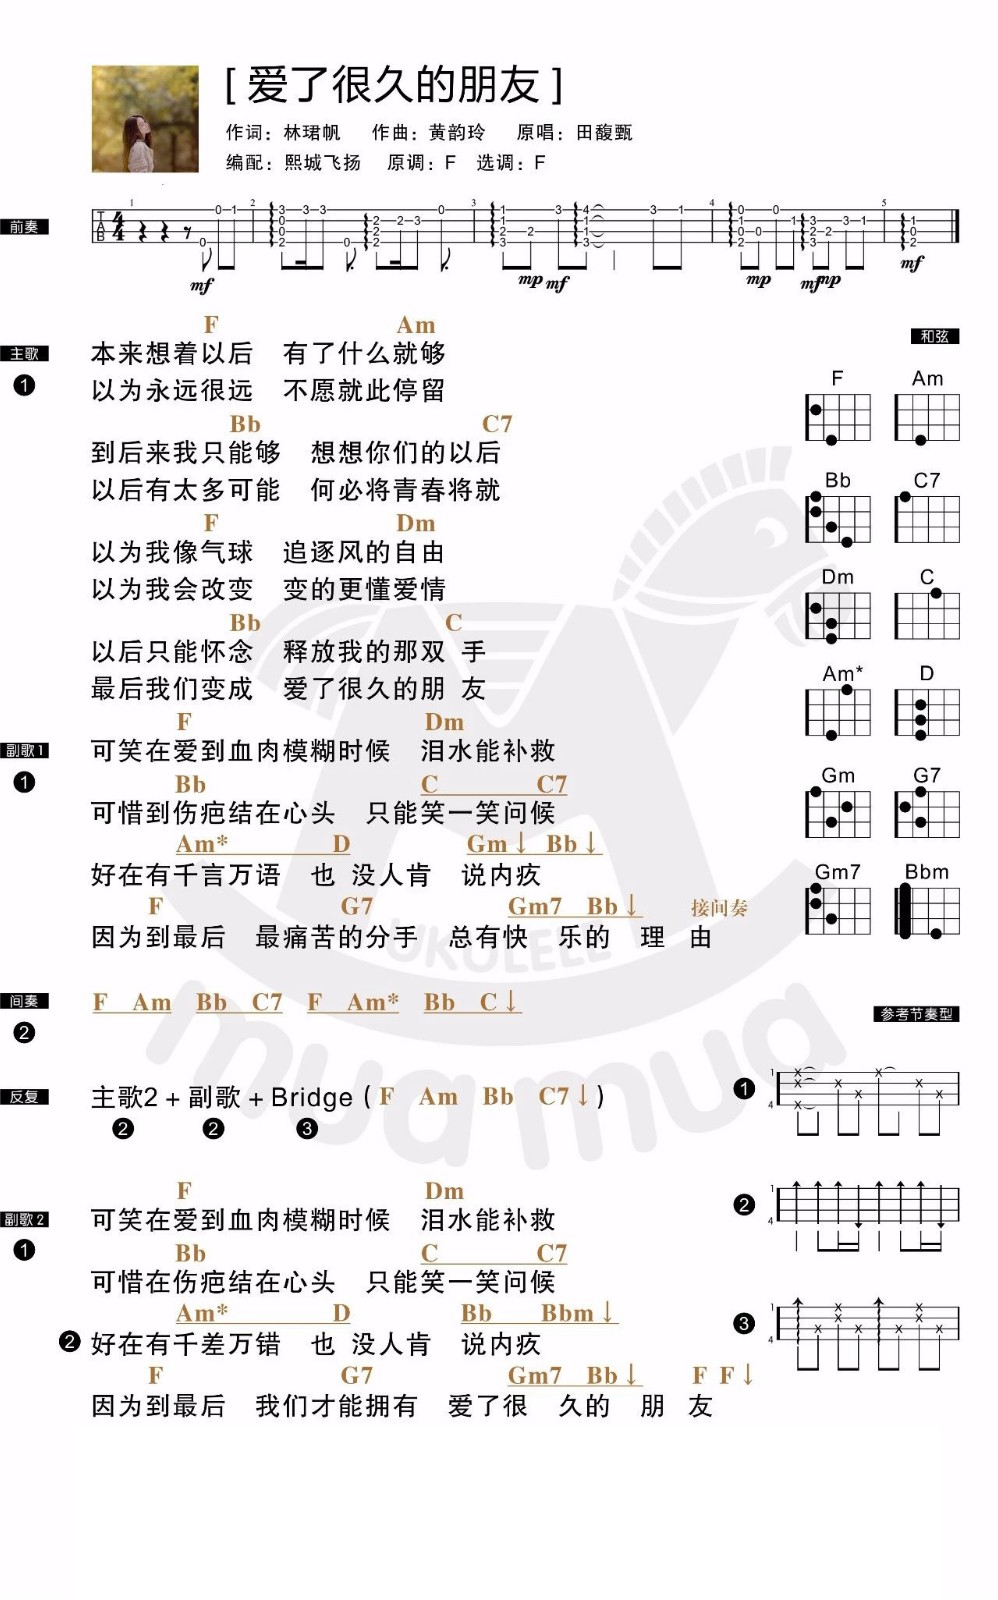 [ 爱了很久的朋友 ]
作词：林珺帆 作曲：黄韵玲 原唱：田馥甄
编配：熙城飞扬 原调：F 选调：F
前奏
mf mp mf mp mf mp mf
F Am
和弦
主歌 本来想着以后 有了什么就够
1 以为永远很远 不愿就此停留
F Am
Bb C7
到后来我只能够 想想你们的以后
以后有太多可能 何必将青春将就
Bb C7
F Dm
以为我像气球 追逐风的自由
以为我会改变 变的更懂爱情
Dm C
Bb C
以后只能怀念 释放我的那双 手
最后我们变成 爱了很久的朋 友
Am* D
F Dm
副歌1 可笑在爱到血肉模糊时候 泪水能补救
1
Bb C C7
可惜到伤疤结在心头 只能笑一笑问候
Gm G7
Am* D Gm↓ Bb↓
好在有千言万语 也 没人肯 说内疚
Gm7 Bbm
F G7 Gm7 Bb↓ 接间奏
因为到最后 最痛苦的分手 总有快 乐的 理 由
UKULELE
mua mua
间奏 F Am Bb C7 F Am* Bb C↓
2
参考节奏型
反复 主歌2 + 副歌 + Bridge ( F Am Bb C7↓ )
2 2 3
1
2
3
F Dm
副歌2 可笑在爱到血肉模糊时候 泪水能补救
1
Bb C C7
可惜在伤疤结在心头 只能笑一笑问候
Am* D Bb Bbm↓
2 好在有千差万错 也 没人肯 说内疚
F G7 Gm7 Bb↓ F F↓
因为到最后 我们才能拥有 爱了很 久的 朋 友